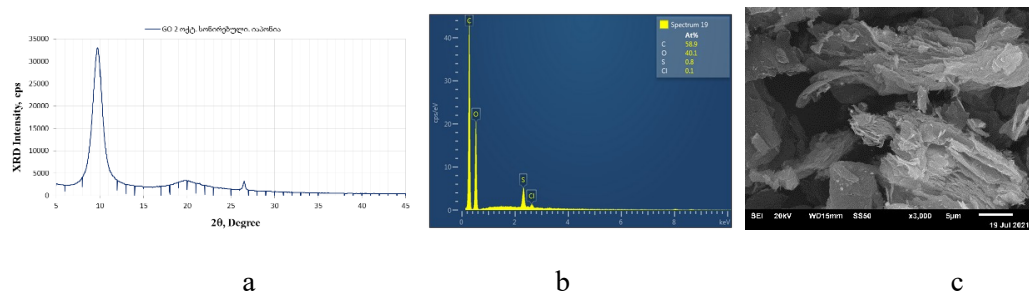 GO 2 ოქტ. სონირებული. იაპონია
XRD Intensity, cps
35000
30000
25000
20000
15000
10000
5000
0
5 10 15 20 25 30 35 40 45
2θ, Degree
a
Spectrum 19
At%
C 58.9
O 40.1
S 0.8
Cl 0.1
cps/eV
40
30
20
10
0
C
O
S
Cl
0 2 4 6 8 keV
b
SEI 20kV WD15mm SS50 x3,000 5µm
19 Jul 2021
c